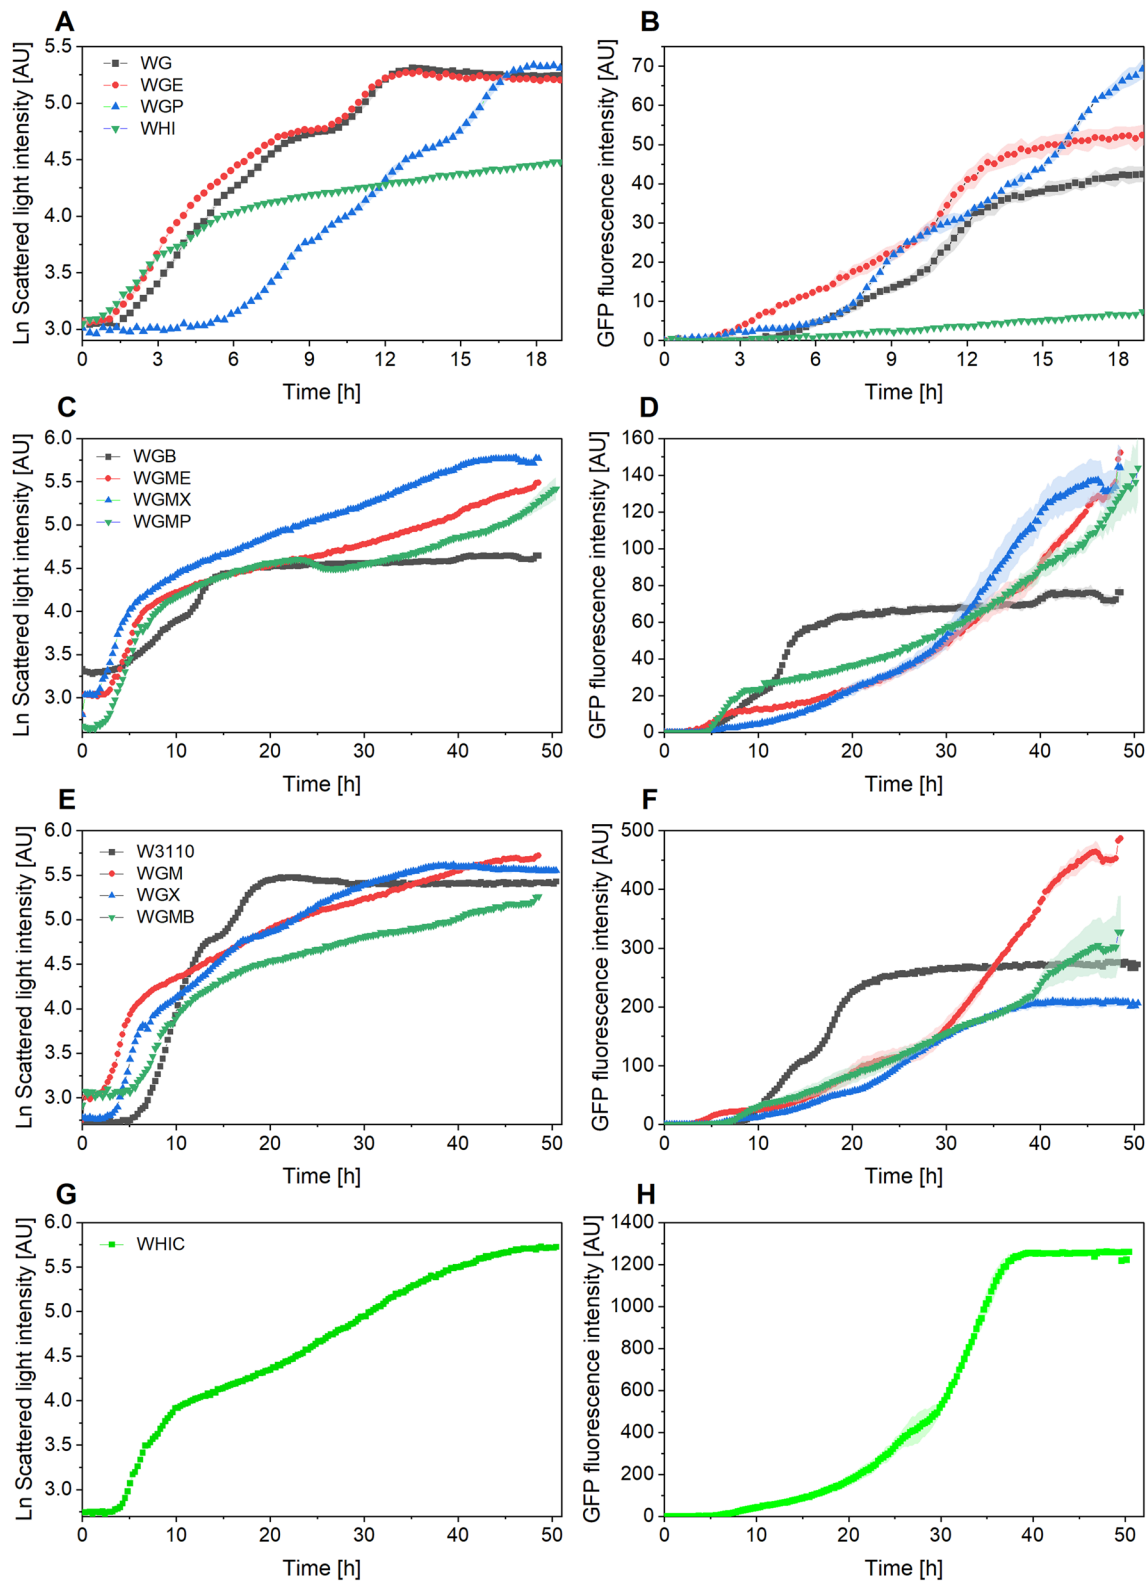 A
Ln Scattered light intensity [AU]
5.5
5.0
4.5
4.0
3.5
3.0
WG
WGE
WGP
WHI
0
3
6
9
12
15
18
Time [h]
B
GFP fluorescence intensity [AU]
70
60
50
40
30
20
10
0
3
6
9
12
15
18
Time [h]
C
Ln Scattered light intensity [AU]
6.0
5.5
5.0
4.5
4.0
3.5
3.0
WGB
WGME
WGMX
WGMP
0
10
20
30
40
50
Time [h]
D
GFP fluorescence intensity [AU]
160
140
120
100
80
60
40
20
0
0
10
20
30
40
50
Time [h]
E
Ln Scattered light intensity [AU]
6.0
5.5
5.0
4.5
4.0
3.5
3.0
W3110
WGM
WGX
WGMB
0
10
20
30
40
50
Time [h]
F
GFP fluorescence intensity [AU]
500
400
300
200
100
0
0
10
20
30
40
50
Time [h]
G
Ln Scattered light intensity [AU]
6.0
5.5
5.0
4.5
4.0
3.5
3.0
WHIC
0
10
20
30
40
50
Time [h]
H
GFP fluorescence intensity [AU]
1400
1200
1000
800
600
400
200
0
0
10
20
30
40
50
Time [h]